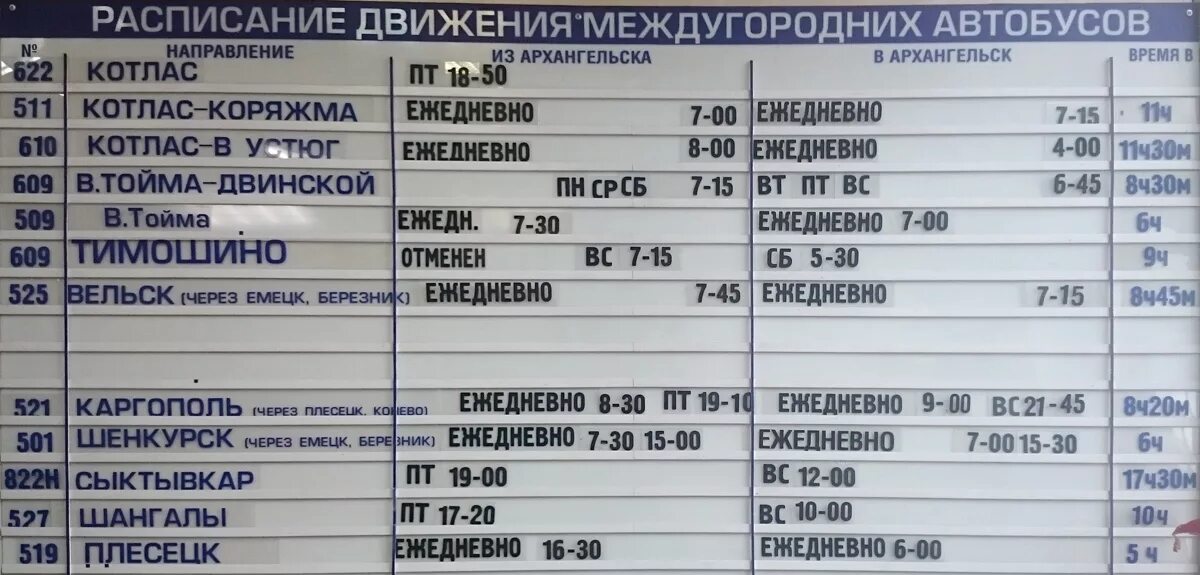 РАСПИСАНИЕ ДВИЖЕНИЯ МЕЖДУГОРОДНИХ АВТОБУСОВ
№ НАПРАВЛЕНИЕ ИЗ АРХАНГЕЛЬСКА В АРХАНГЕЛЬСК ВРЕМЯ В
622 КОТЛАС ПТ 18-50
511 КОТЛАС-КОРЯЖМА ЕЖЕДНЕВНО 7-00 ЕЖЕДНЕВНО 7-15 11ч
610 КОТЛАС-В УСТЮГ ЕЖЕДНЕВНО 8-00 ЕЖЕДНЕВНО 4-00 11ч30м
609 В.ТОЙМА-ДВИНСКОЙ ПН СР СБ 7-15 ВТ ПТ ВС 6-45 8ч30м
509 В.Тойма ЕЖЕДН. 7-30 ЕЖЕДНЕВНО 7-00 6ч
609 ТИМОШИНО ОТМЕНЕН ВС 7-15 СБ 5-30 9ч
525 ВЕЛЬСК (ЧЕРЕЗ ЕМЕЦК, БЕРЕЗНИК) ЕЖЕДНЕВНО 7-45 ЕЖЕДНЕВНО 7-15 8ч45м
521 КАРГОПОЛЬ (ЧЕРЕЗ ПЛЕСЕЦК, КОНЕВО) ЕЖЕДНЕВНО 8-30 ПТ 19-10 ЕЖЕДНЕВНО 9-00 ВС 21-45 8ч20м
501 ШЕНКУРСК (ЧЕРЕЗ ЕМЕЦК, БЕРЕЗНИК) ЕЖЕДНЕВНО 7-30 15-00 ЕЖЕДНЕВНО 7-00 15-30 6ч
822Н СЫКТЫВКАР ПТ 19-00 ВС 12-00 17ч30м
527 ШАНГАЛЫ ПТ 17-20 ВС 10-00 10ч
519 ПЛЕСЕЦК ЕЖЕДНЕВНО 16-30 ЕЖЕДНЕВНО 6-00 5 ч